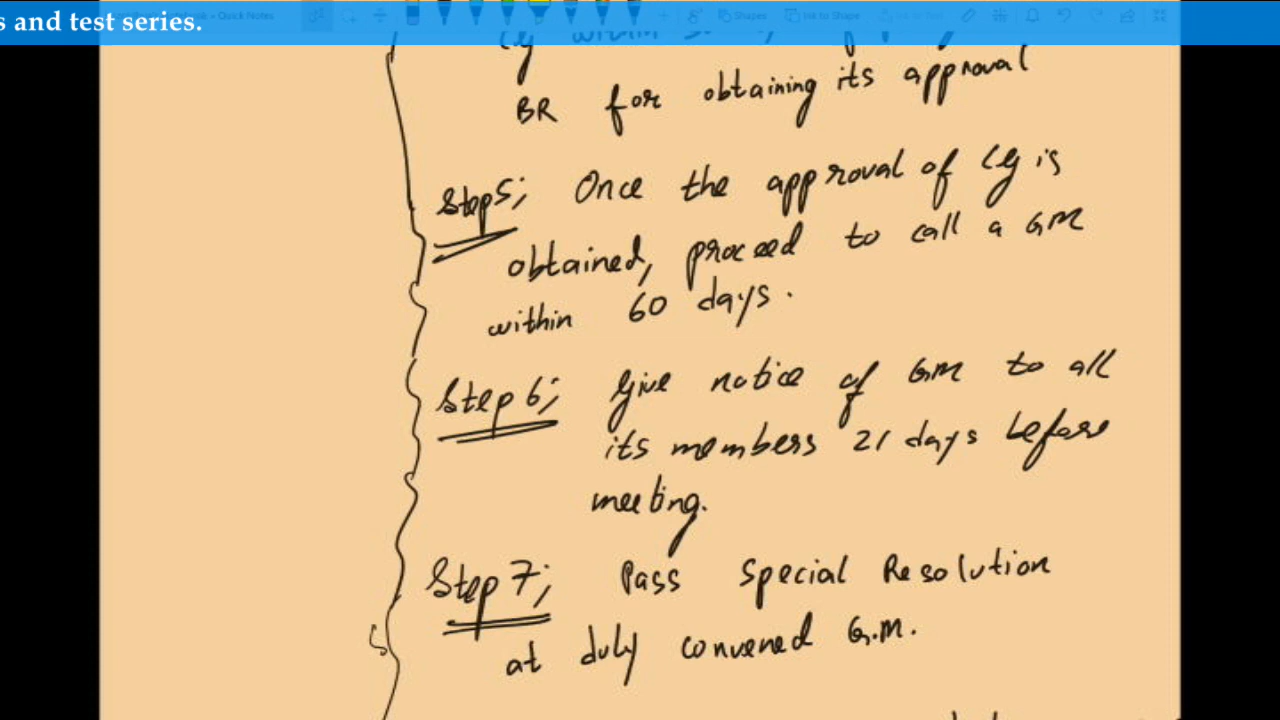 s and test series.
BR for obtaining its approval
Step5; Once the approval of CG is
obtained, proceed to call a GM
within 60 days.
Step 6; Give notice of GM to all
its members 21 days before
meeting.
Step 7; Pass Special Resolution
at duly convened G.M.